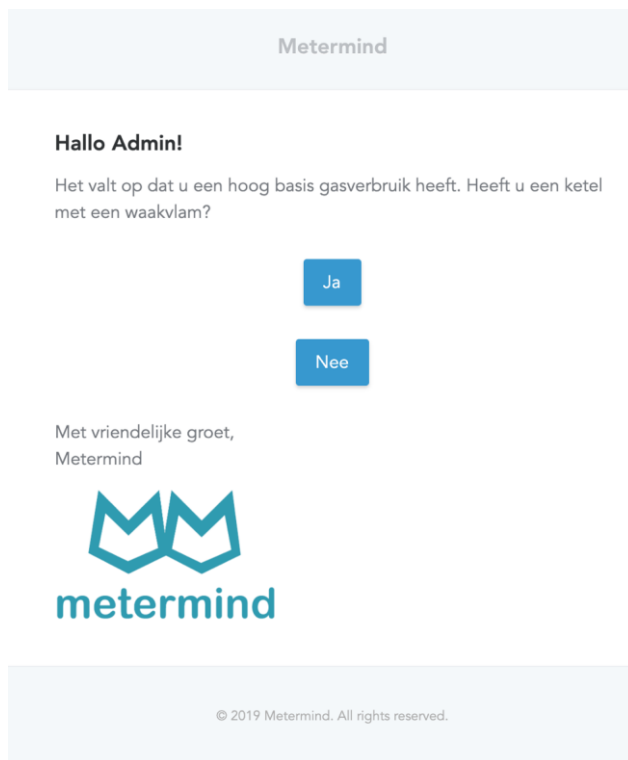 Metermind
Hallo Admin!
Het valt op dat u een hoog basis gasverbruik heeft. Heeft u een ketel
met een waakvlam?
Ja
Nee
Met vriendelijke groet,
Metermind
metermind
© 2019 Metermind. All rights reserved.